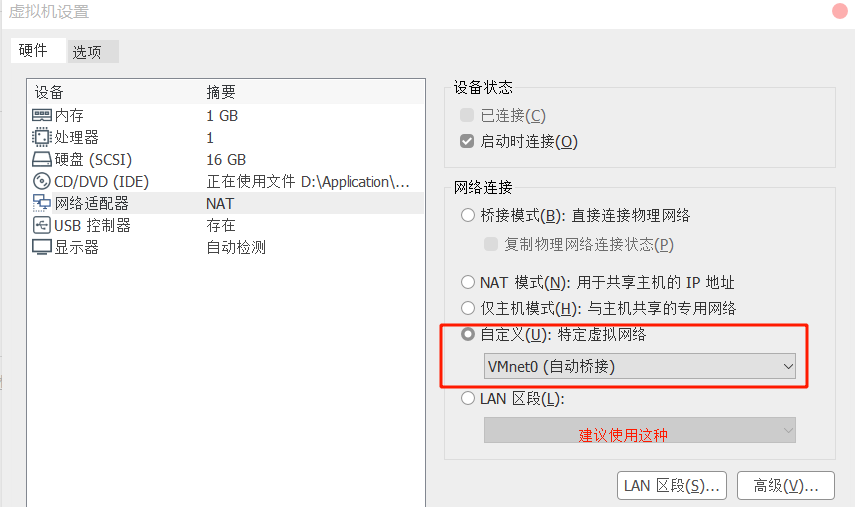 虚拟机设置
硬件 选项
设备 摘要
内存 1 GB
处理器 1
硬盘 (SCSI) 16 GB
CD/DVD (IDE) 正在使用文件 D:\Application\...
网络适配器 NAT
USB 控制器 存在
显示器 自动检测
设备状态
已连接(C)
启动时连接(O)
网络连接
桥接模式(B): 直接连接物理网络
复制物理网络连接状态(P)
NAT 模式(N): 用于共享主机的 IP 地址
仅主机模式(H): 与主机共享的专用网络
自定义(U): 特定虚拟网络
VMnet0 (自动桥接)
LAN 区段(L):
建议使用这种
LAN 区段(S)... 高级(V)...